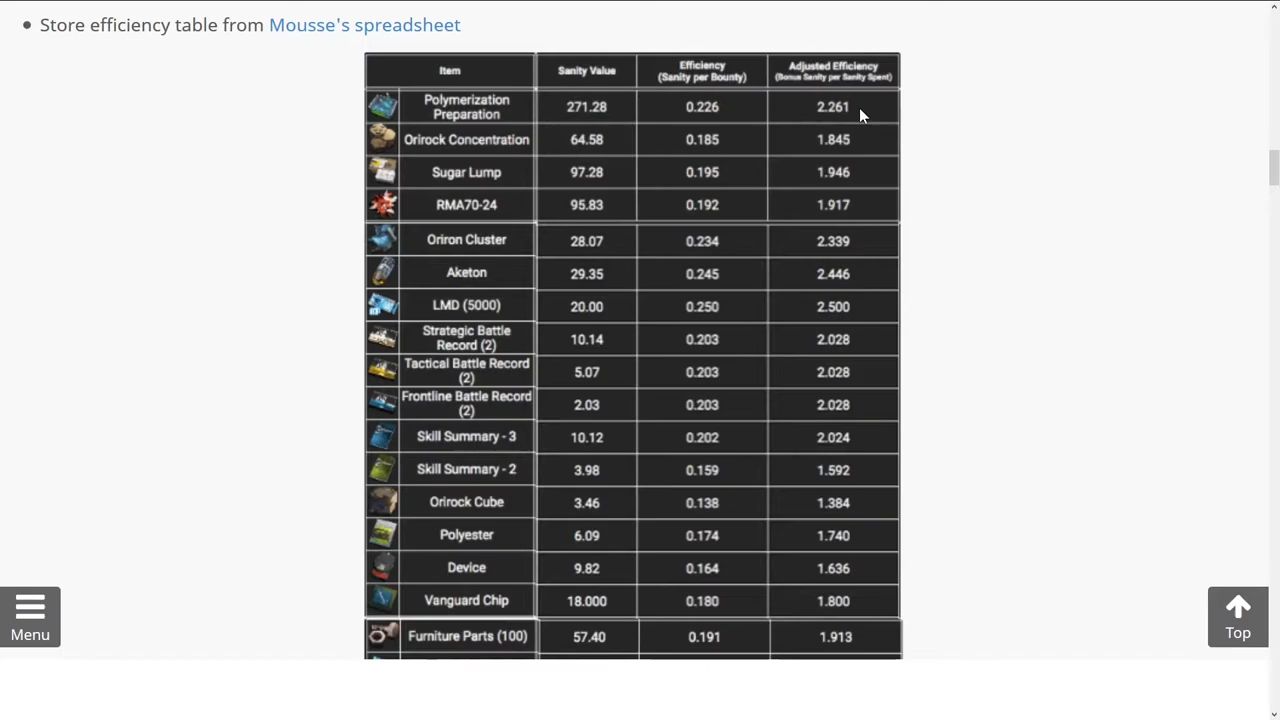 Store efficiency table from Mousse's spreadsheet
Item Sanity Value Efficiency (Sanity per Bounty) Adjusted Efficiency (Bonus Sanity per Sanity Spent)
Polymerization Preparation 271.28 0.226 2.261
Orirock Concentration 64.58 0.185 1.845
Sugar Lump 97.28 0.195 1.946
RMA70-24 95.83 0.192 1.917
Oriron Cluster 28.07 0.234 2.339
Aketon 29.35 0.245 2.446
LMD (5000) 20.00 0.250 2.500
Strategic Battle Record (2) 10.14 0.203 2.028
Tactical Battle Record (2) 5.07 0.203 2.028
Frontline Battle Record (2) 2.03 0.203 2.028
Skill Summary - 3 10.12 0.202 2.024
Skill Summary - 2 3.98 0.159 1.592
Orirock Cube 3.46 0.138 1.384
Polyester 6.09 0.174 1.740
Device 9.82 0.164 1.636
Vanguard Chip 18.000 0.180 1.800
Furniture Parts (100) 57.40 0.191 1.913
Menu
Top